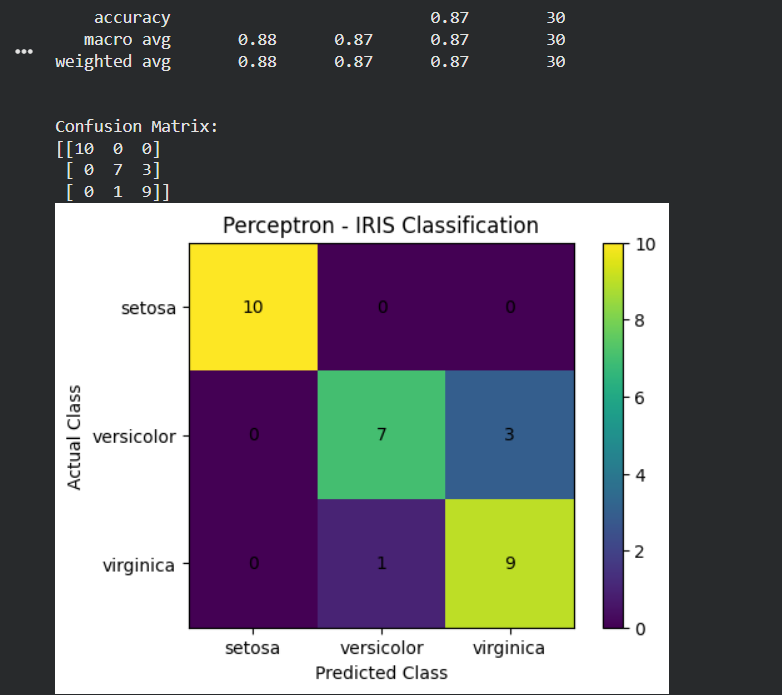 accuracy 0.87 30
macro avg 0.88 0.87 0.87 30
weighted avg 0.88 0.87 0.87 30
Confusion Matrix:
[[10 0 0]
[ 0 7 3]
[ 0 1 9]]
Perceptron - IRIS Classification
10
setosa 10 0 0
8
6
Actual Class
versicolor 0 7 3
4
2
virginica 0 1 9
0
setosa versicolor virginica
Predicted Class